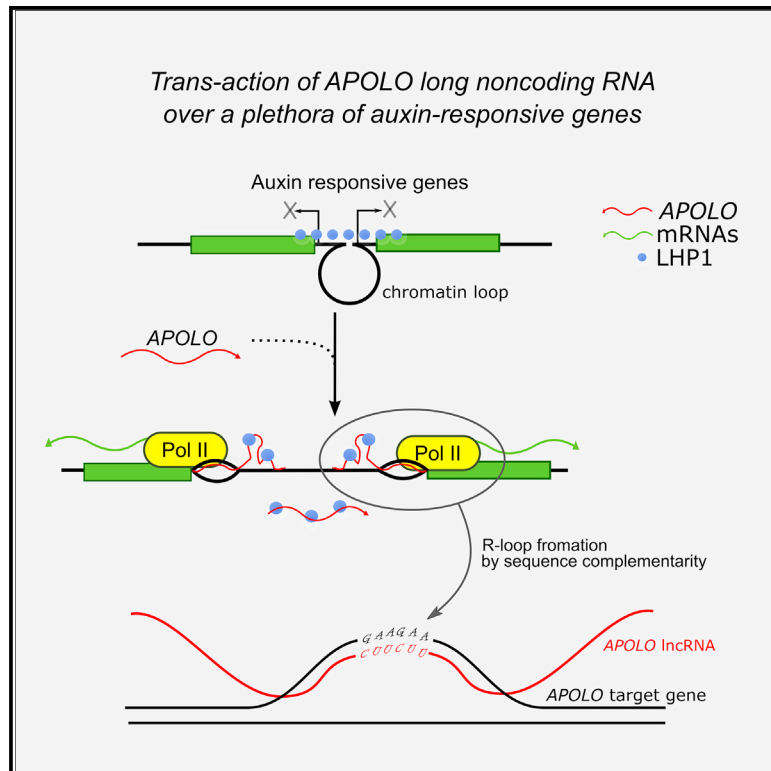 Trans-action of APOLO long noncoding RNA
over a plethora of auxin-responsive genes
Auxin responsive genes
X
X
APOLO
mRNAs
LHP1
chromatin loop
APOLO
Pol II
Pol II
R-loop fromation
by sequence complementarity
GAAGAA
CUUCUU
APOLO lncRNA
APOLO target gene